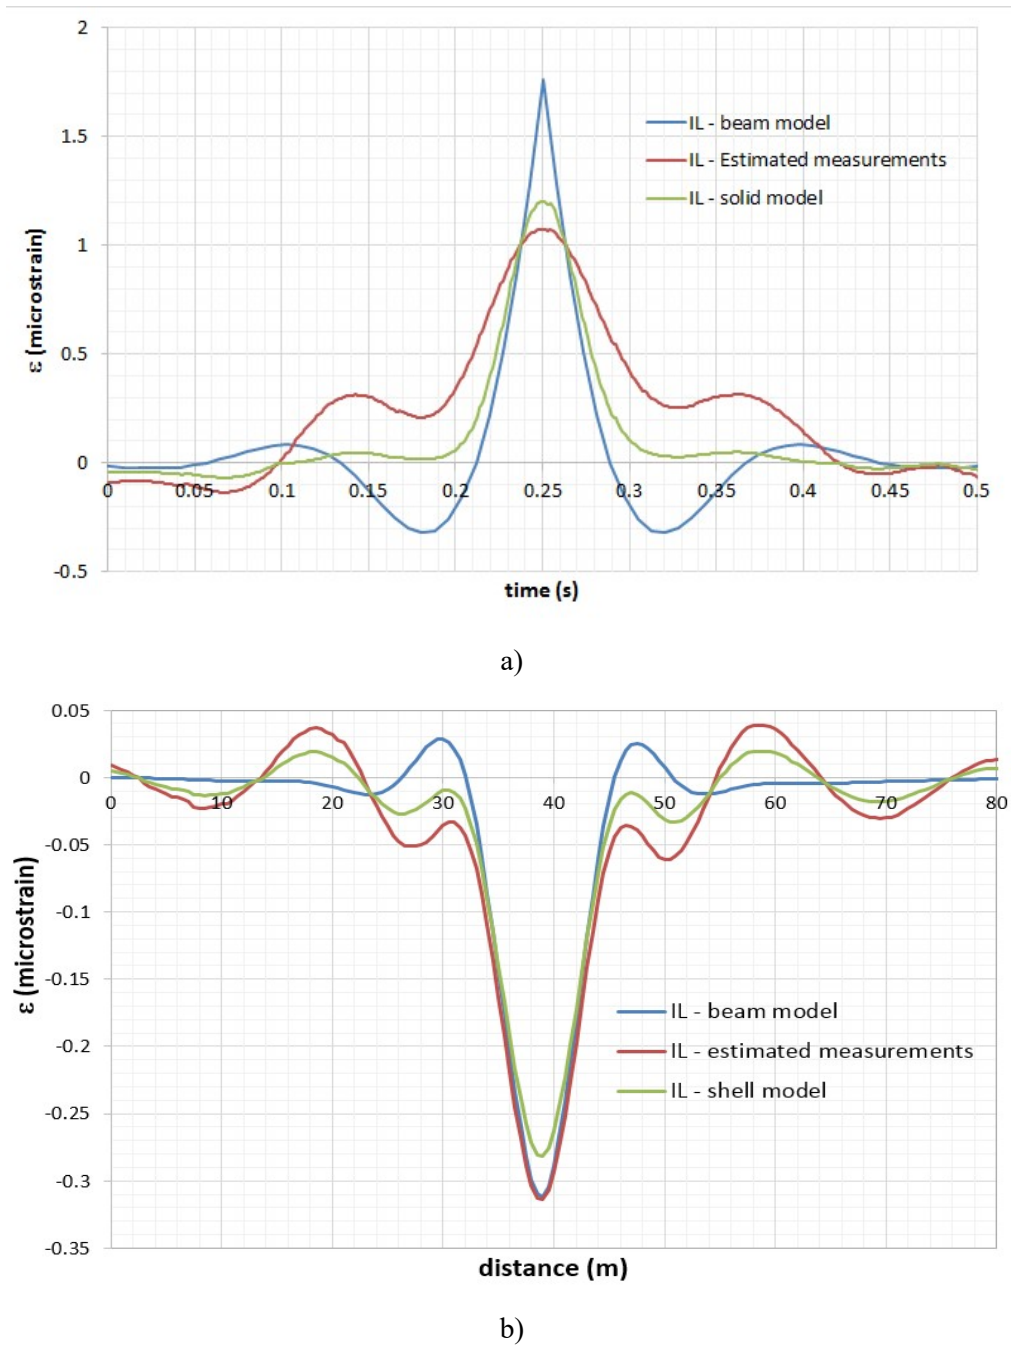 2
1.5
1
0.5
0
-0.5
ε (microstrain)
IL - beam model
IL - Estimated measurements
IL - solid model
0 0.05 0.1 0.15 0.2 0.25 0.3 0.35 0.4 0.45 0.5
time (s)
a)
0.05
0
-0.05
-0.1
-0.15
-0.2
-0.25
-0.3
-0.35
ε (microstrain)
0 10 20 30 40 50 60 70 80
IL - beam model
IL - estimated measurements
IL - shell model
distance (m)
b)